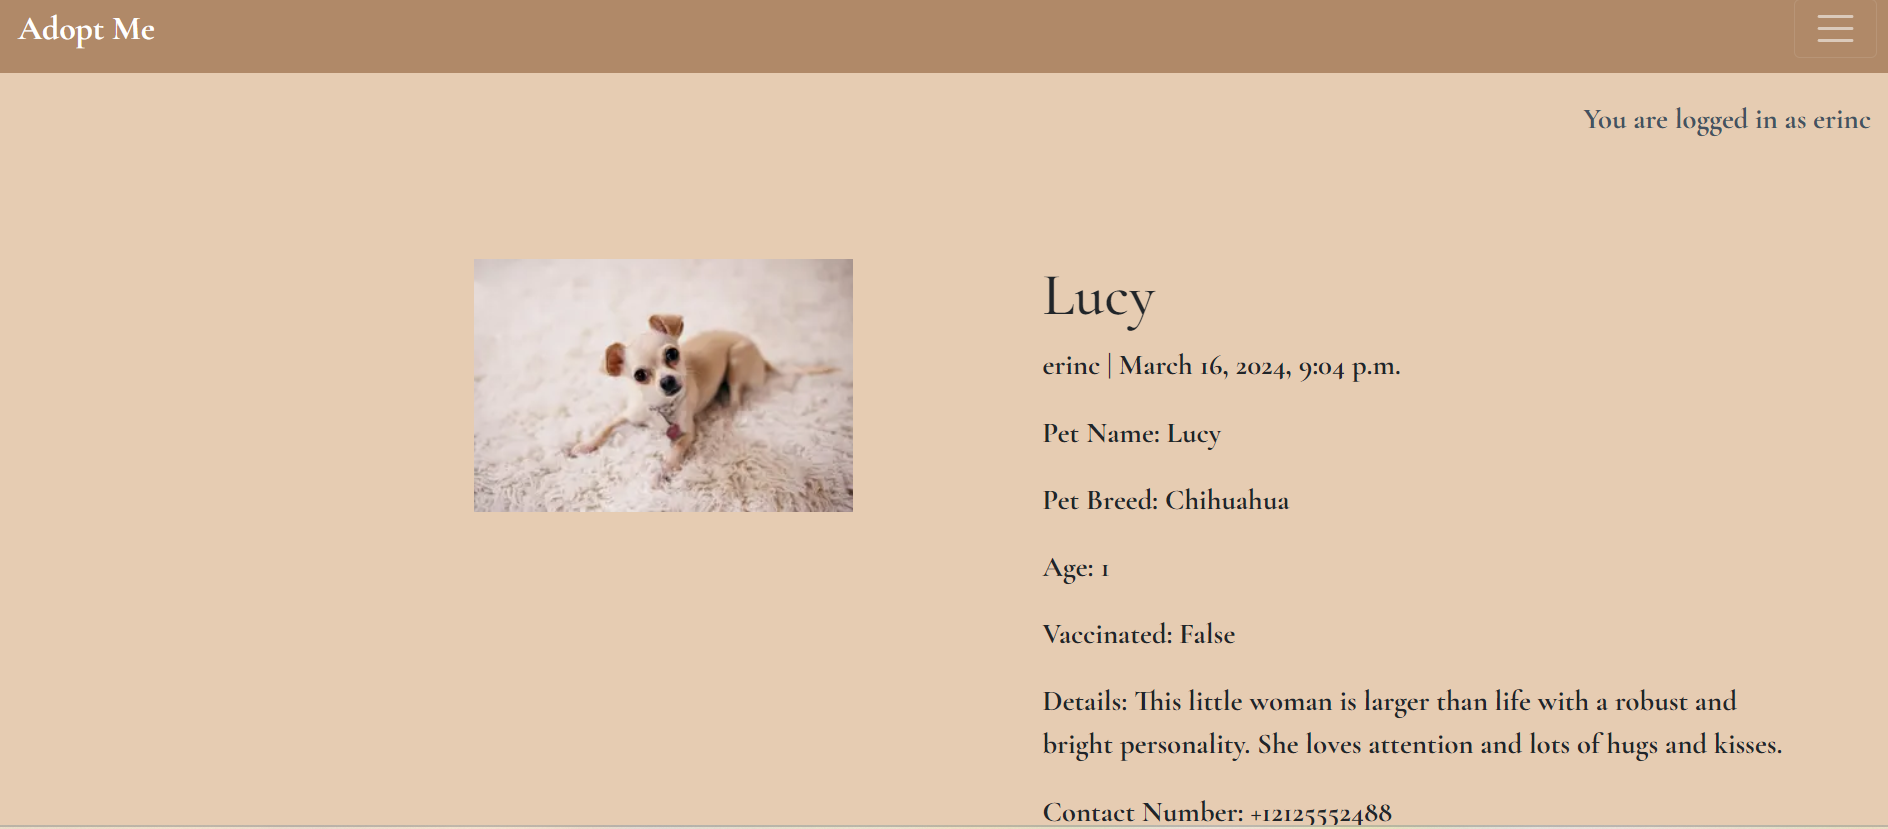 Adopt Me
You are logged in as erinc
Lucy
erinc | March 16, 2024, 9:04 p.m.
Pet Name: Lucy
Pet Breed: Chihuahua
Age: 1
Vaccinated: False
Details: This little woman is larger than life with a robust and
bright personality. She loves attention and lots of hugs and kisses.
Contact Number: +12125552488